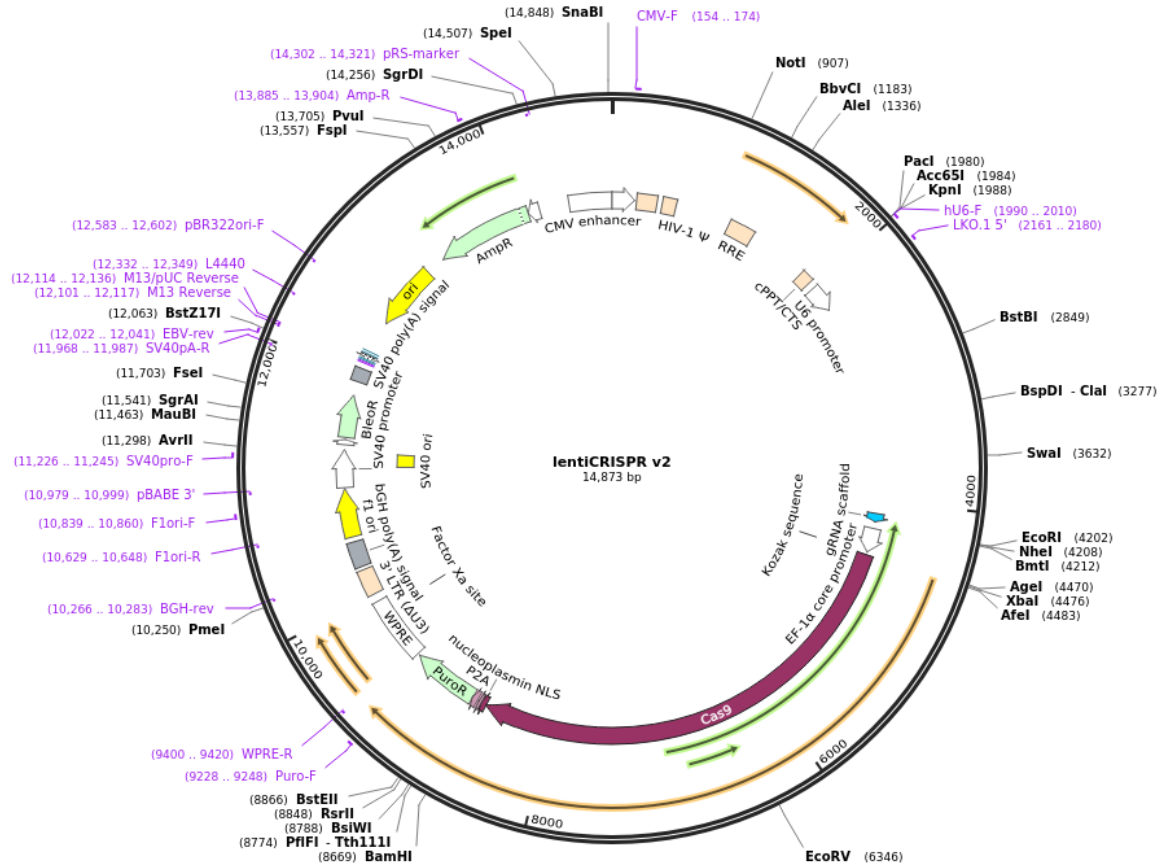 (14,848) SnaBI
CMV-F (154 .. 174)
(14,507) SpeI
(14,302 .. 14,321) pRS-marker
(14,256) SgrDI
(13,885 .. 13,904) Amp-R
(13,705) PvuI
(13,557) FspI
14,000
NotI (907)
BbvCI (1183)
AleI (1336)
PacI (1980)
Acc65I (1984)
KpnI (1988)
hU6-F (1990 .. 2010)
LKO.1 5' (2161 .. 2180)
2000
(12,583 .. 12,602) pBR322ori-F
(12,332 .. 12,349) L4440
(12,114 .. 12,136) M13/pUC Reverse
(12,101 .. 12,117) M13 Reverse
(12,063) BstZ17I
(12,022 .. 12,041) EBV-rev
(11,968 .. 11,987) SV40pA-R
12,000
(11,703) FseI
(11,541) SgrAI
(11,463) MauBI
(11,298) AvrII
(11,226 .. 11,245) SV40pro-F
(10,979 .. 10,999) pBABE 3'
(10,839 .. 10,860) F1ori-F
(10,629 .. 10,648) F1ori-R
(10,266 .. 10,283) BGH-rev
(10,250) PmeI
10,000
BstBI (2849)
BspDI - ClaI (3277)
SwaI (3632)
4000
EcoRI (4202)
NheI (4208)
BmtI (4212)
AgeI (4470)
XbaI (4476)
AfeI (4483)
CMV enhancer
HIV-1 Ψ
RRE
cPPT/CTS
U6 promoter
AmpR
ori
SV40 poly(A) signal
BleoR
SV40 promoter
SV40 ori
f1 ori
bGH poly(A) signal
3' LTR (ΔU3)
Factor Xa site
WPRE
PuroR
P2A
nucleoplasmin NLS
Cas9
EF-1α core promoter
gRNA scaffold
Kozak sequence
lentiCRISPR v2
14,873 bp
(9400 .. 9420) WPRE-R
(9228 .. 9248) Puro-F
(8866) BstEII
(8848) RsrII
(8788) BsiWI
(8774) PflFI - Tth111I
(8669) BamHI
8000
6000
EcoRV (6346)